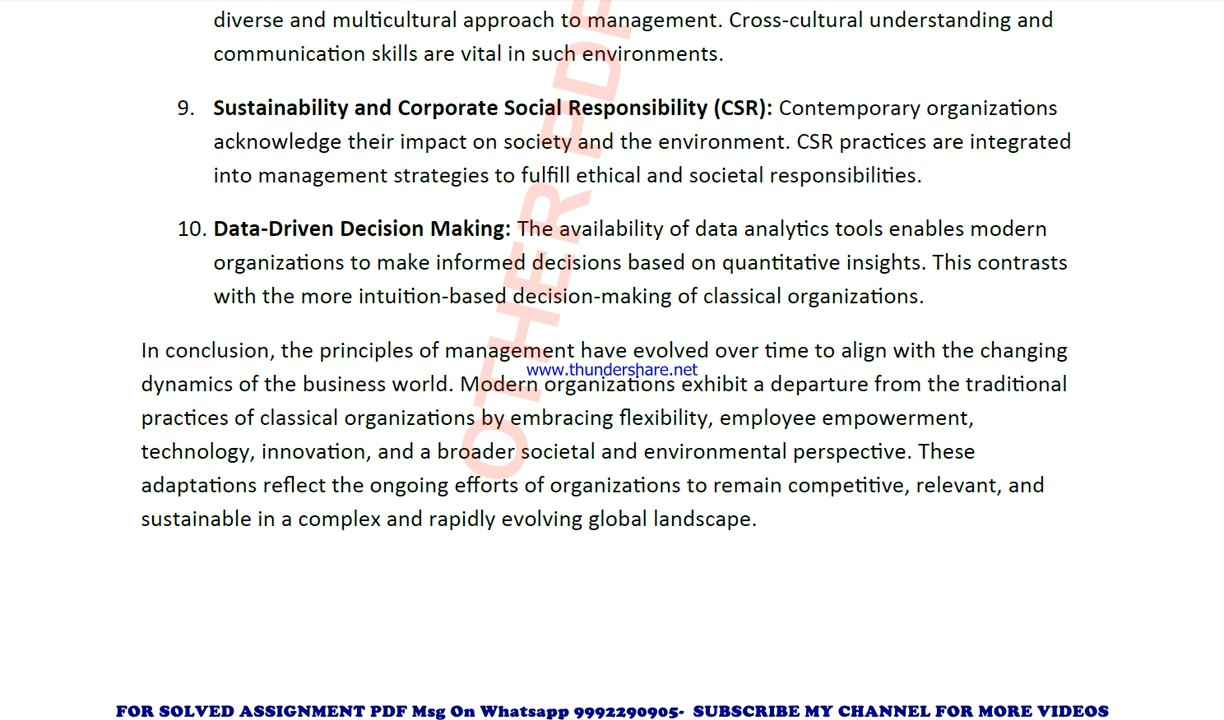 diverse and multicultural approach to management. Cross-cultural understanding and
communication skills are vital in such environments.
9. Sustainability and Corporate Social Responsibility (CSR): Contemporary organizations
acknowledge their impact on society and the environment. CSR practices are integrated
into management strategies to fulfill ethical and societal responsibilities.
10. Data-Driven Decision Making: The availability of data analytics tools enables modern
organizations to make informed decisions based on quantitative insights. This contrasts
with the more intuition-based decision-making of classical organizations.
In conclusion, the principles of management have evolved over time to align with the changing
www.thundershare.net
dynamics of the business world. Modern organizations exhibit a departure from the traditional
practices of classical organizations by embracing flexibility, employee empowerment,
technology, innovation, and a broader societal and environmental perspective. These
adaptations reflect the ongoing efforts of organizations to remain competitive, relevant, and
sustainable in a complex and rapidly evolving global landscape.
OTHER PDF
FOR SOLVED ASSIGNMENT PDF Msg On Whatsapp 9992290905- SUBSCRIBE MY CHANNEL FOR MORE VIDEOS